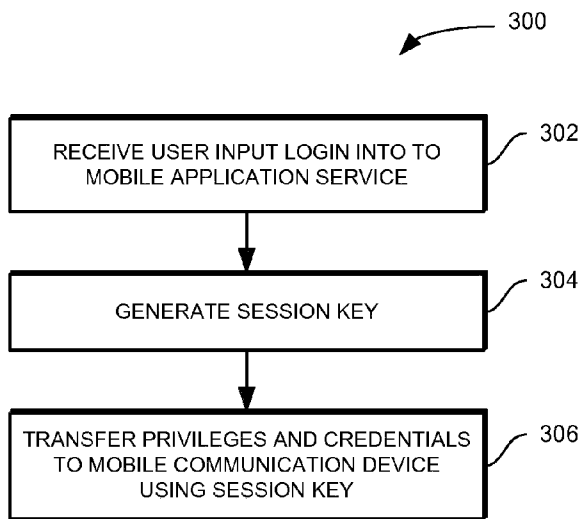 300
RECEIVE USER INPUT LOGIN INTO TO
MOBILE APPLICATION SERVICE
302
GENERATE SESSION KEY
304
TRANSFER PRIVILEGES AND CREDENTIALS
TO MOBILE COMMUNICATION DEVICE
USING SESSION KEY
306